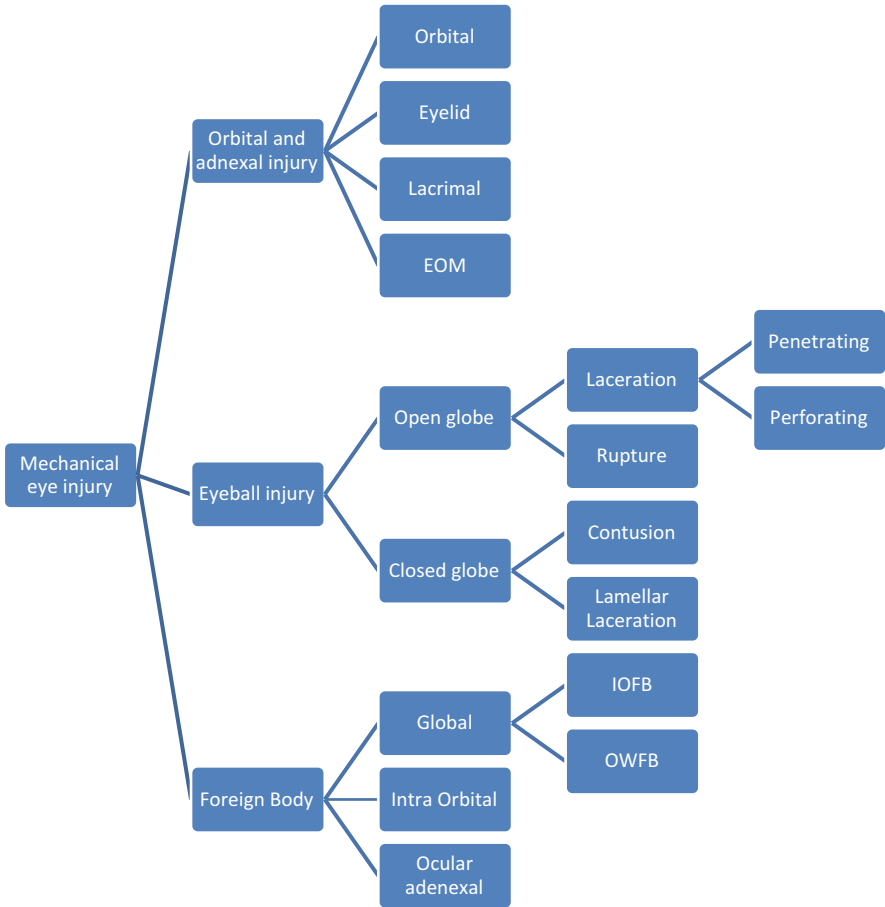 Mechanical
eye injury
Orbital and
adnexal injury
Orbital
Eyelid
Lacrimal
EOM
Eyeball injury
Open globe
Laceration
Penetrating
Perforating
Rupture
Closed globe
Contusion
Lamellar
Laceration
Foreign Body
Global
IOFB
OWFB
Intra Orbital
Ocular
adenexal